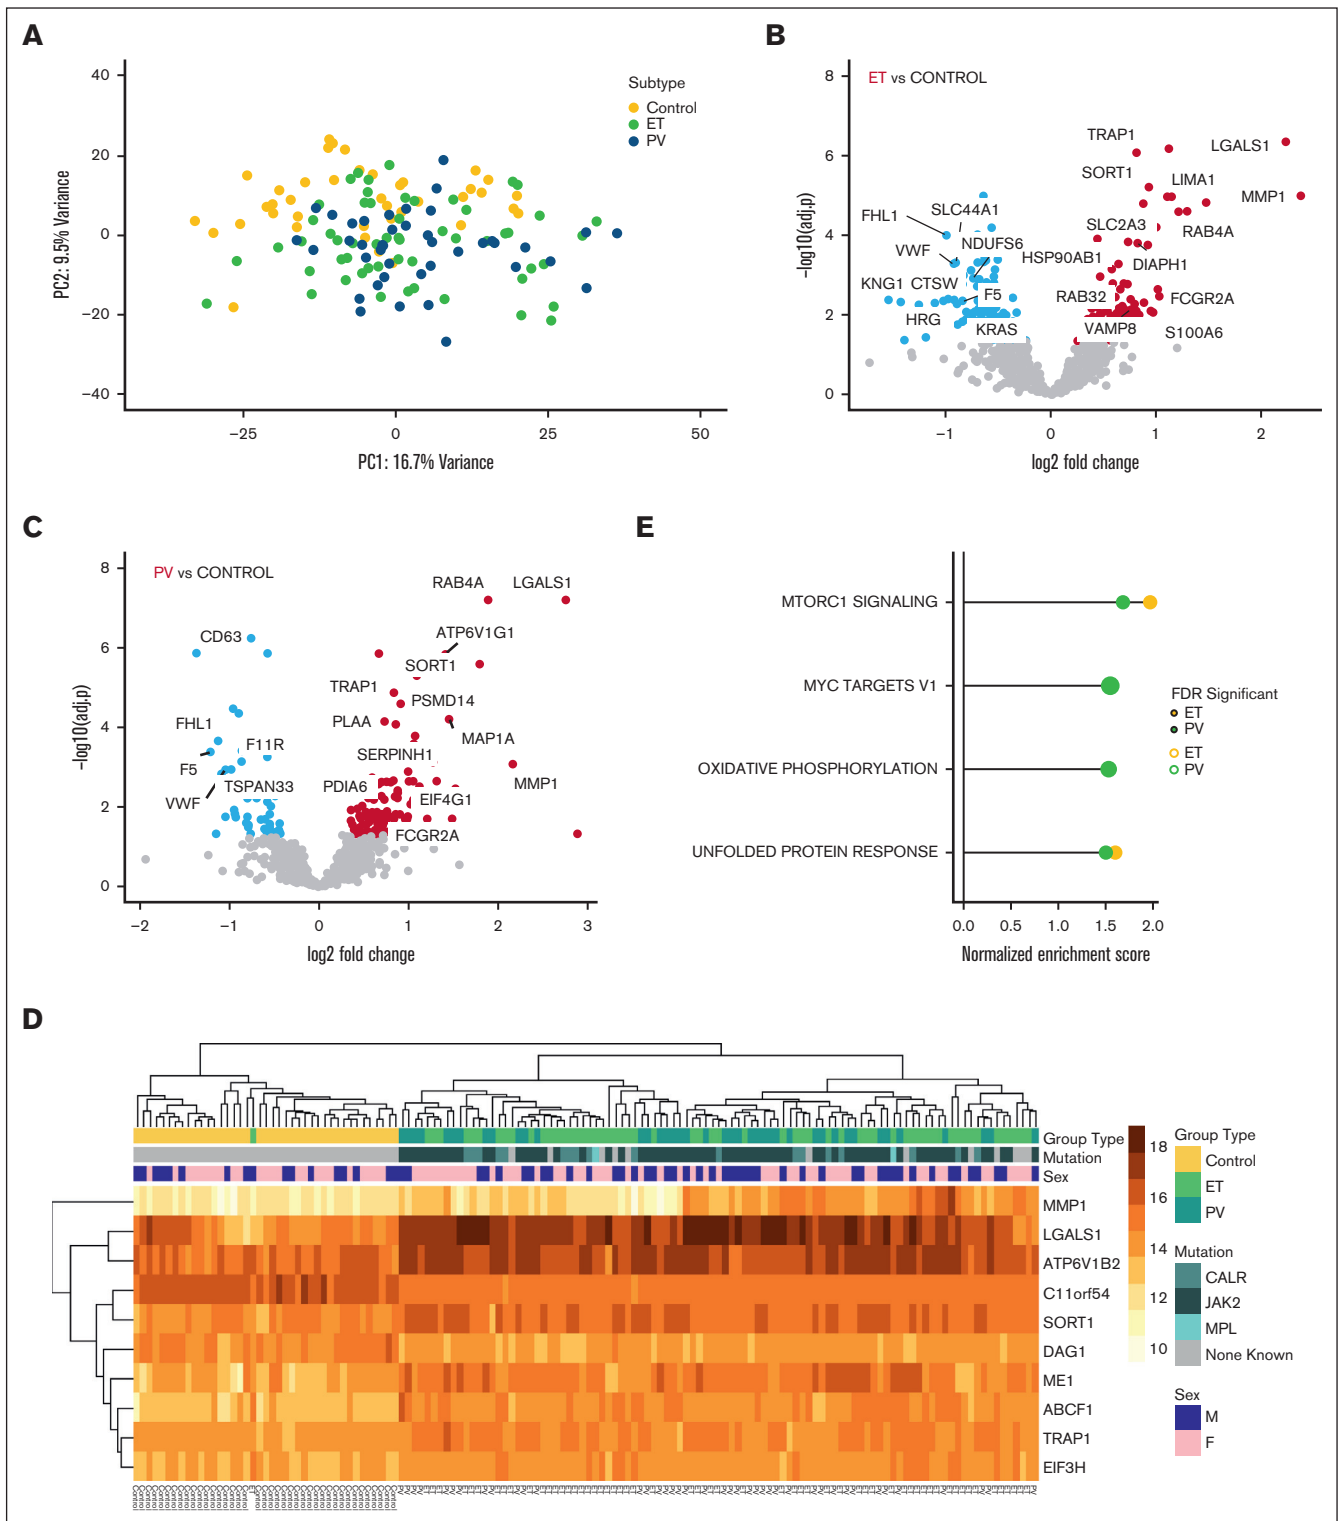 A
40
20
0
−20
−40
−25
0
25
50
PC2: 9.5% Variance
PC1: 16.7% Variance
Subtype
Control
ET
PV
B
ET vs CONTROL
8
6
4
2
0
−log10(adj.p)
−1
0
1
2
log2 fold change
TRAP1
LGALS1
SORT1
LIMA1
MMP1
FHL1
SLC44A1
SLC2A3
RAB4A
VWF
NDUFS6
HSP90AB1
DIAPH1
KNG1
CTSW
F5
RAB32
FCGR2A
HRG
KRAS
VAMP8
S100A6
C
PV vs CONTROL
8
6
4
2
0
−log10(adj.p)
−2
−1
0
1
2
3
log2 fold change
RAB4A
LGALS1
CD63
ATP6V1G1
SORT1
TRAP1
PSMD14
FHL1
PLAA
MAP1A
F11R
SERPINH1
F5
MMP1
VWF
TSPAN33
PDIA6
EIF4G1
FCGR2A
E
MTORC1 SIGNALING
MYC TARGETS V1
OXIDATIVE PHOSPHORYLATION
UNFOLDED PROTEIN RESPONSE
0.0
0.5
1.0
1.5
2.0
Normalized enrichment score
FDR Significant
ET
PV
ET
PV
D
Group Type
Mutation
Sex
MMP1
LGALS1
ATP6V1B2
C11orf54
SORT1
DAG1
ME1
ABCF1
TRAP1
EIF3H
18
16
14
12
10
Group Type
Control
ET
PV
Mutation
CALR
JAK2
MPL
None Known
Sex
M
F